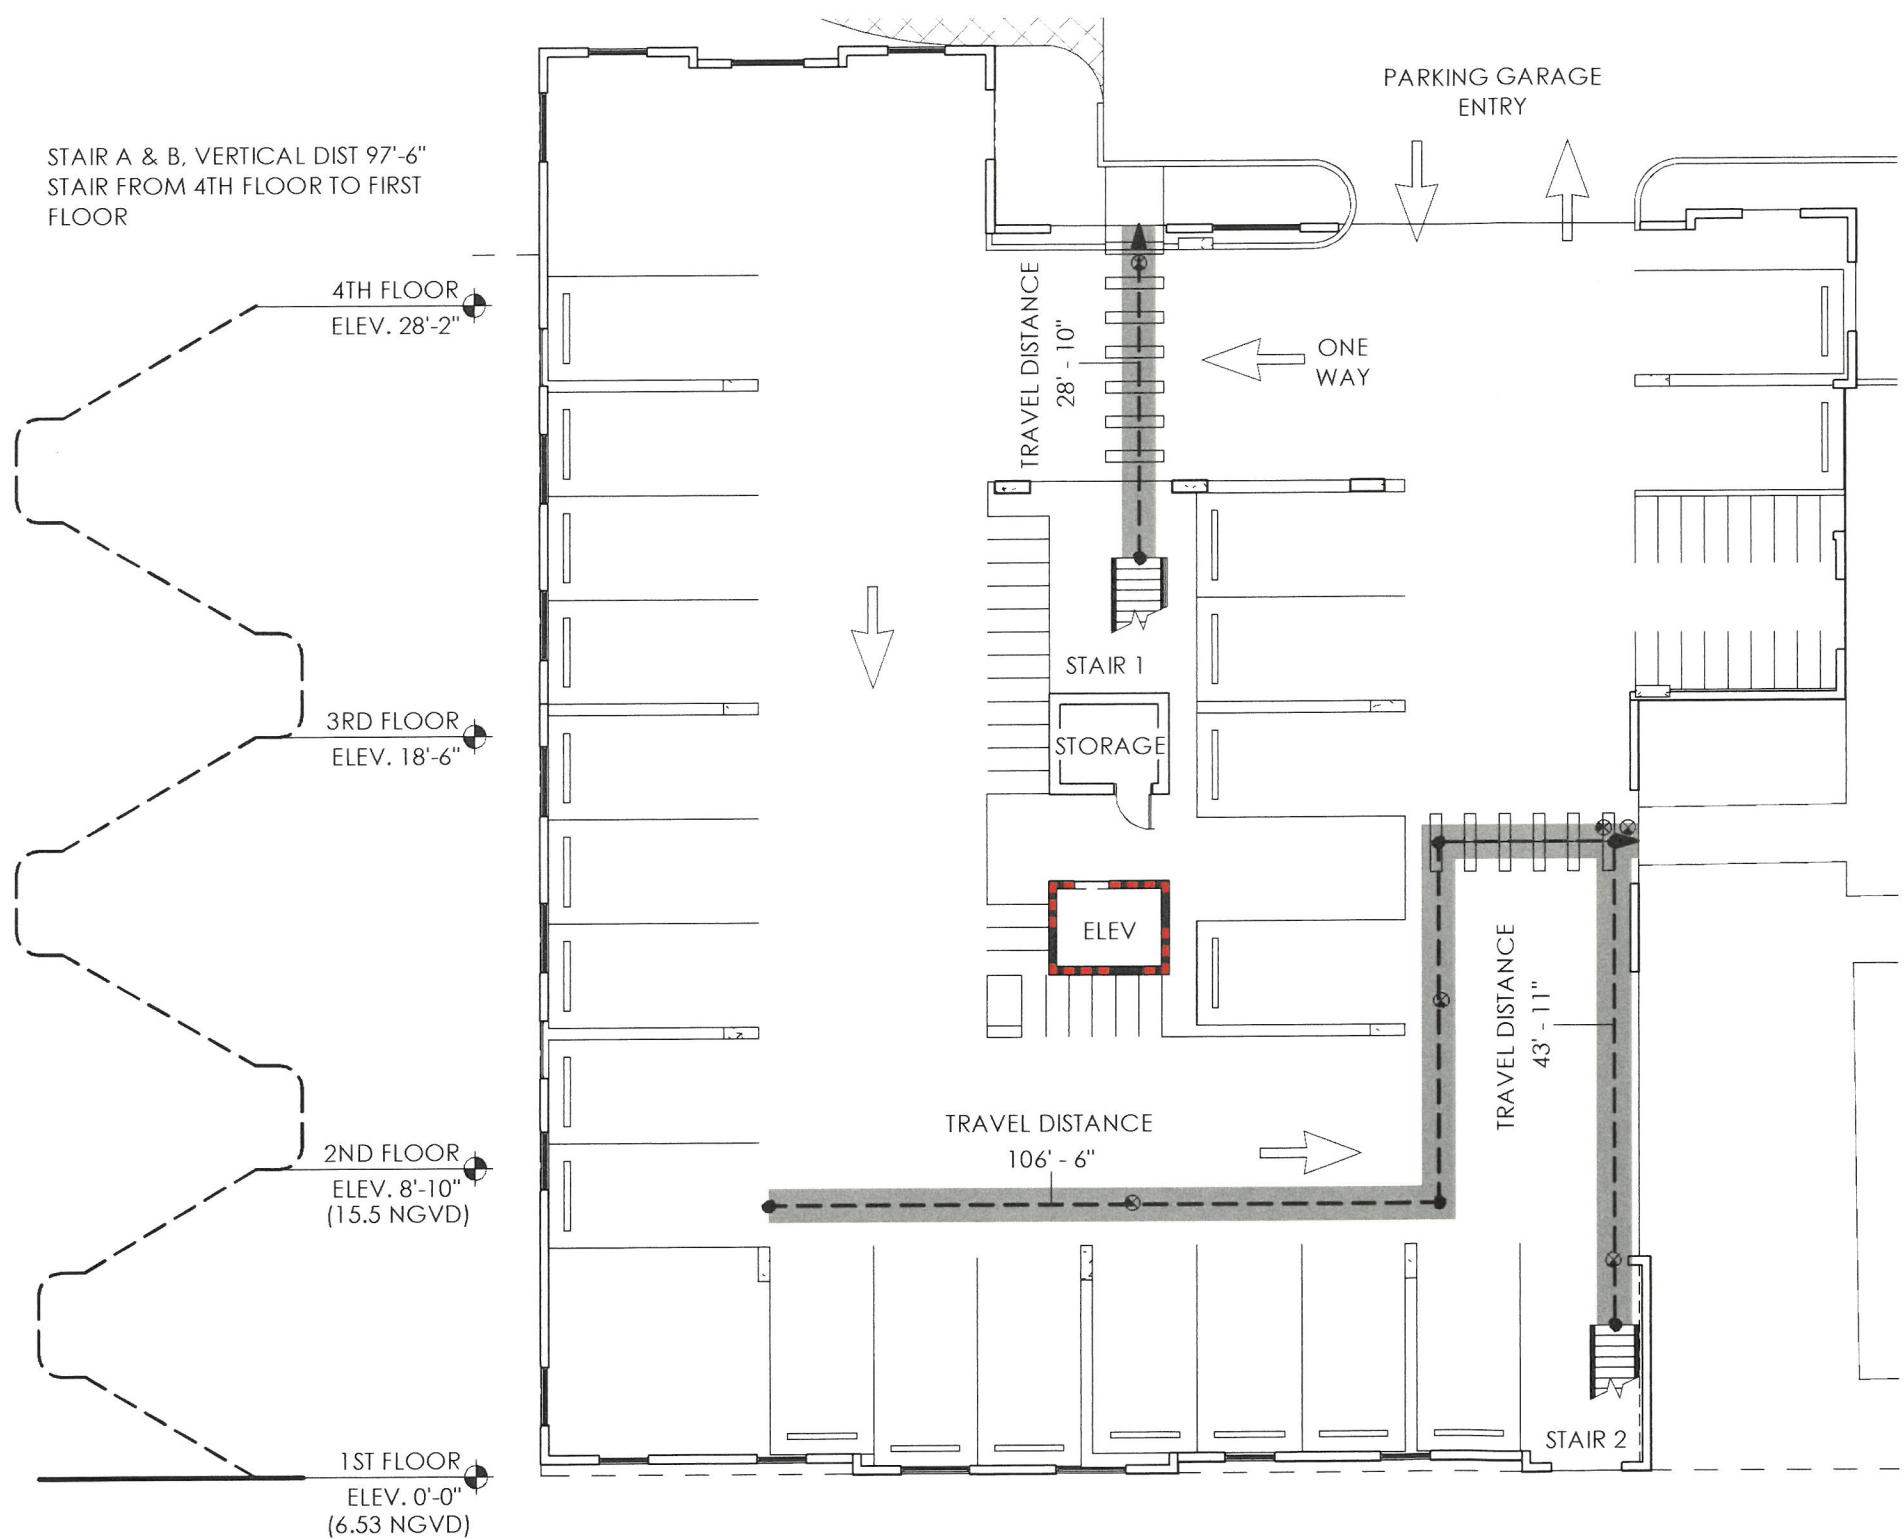 PARKING GARAGE
ENTRY
STAIR A & B, VERTICAL DIST 97'-6"
STAIR FROM 4TH FLOOR TO FIRST
FLOOR
4TH FLOOR
ELEV. 28'-2"
TRAVEL DISTANCE
28' - 10"
ONE
WAY
STAIR 1
3RD FLOOR
ELEV. 18'-6"
STORAGE
ELEV
TRAVEL DISTANCE
43' - 11"
TRAVEL DISTANCE
106' - 6"
2ND FLOOR
ELEV. 8'-10"
(15.5 NGVD)
STAIR 2
1ST FLOOR
ELEV. 0'-0"
(6.53 NGVD)